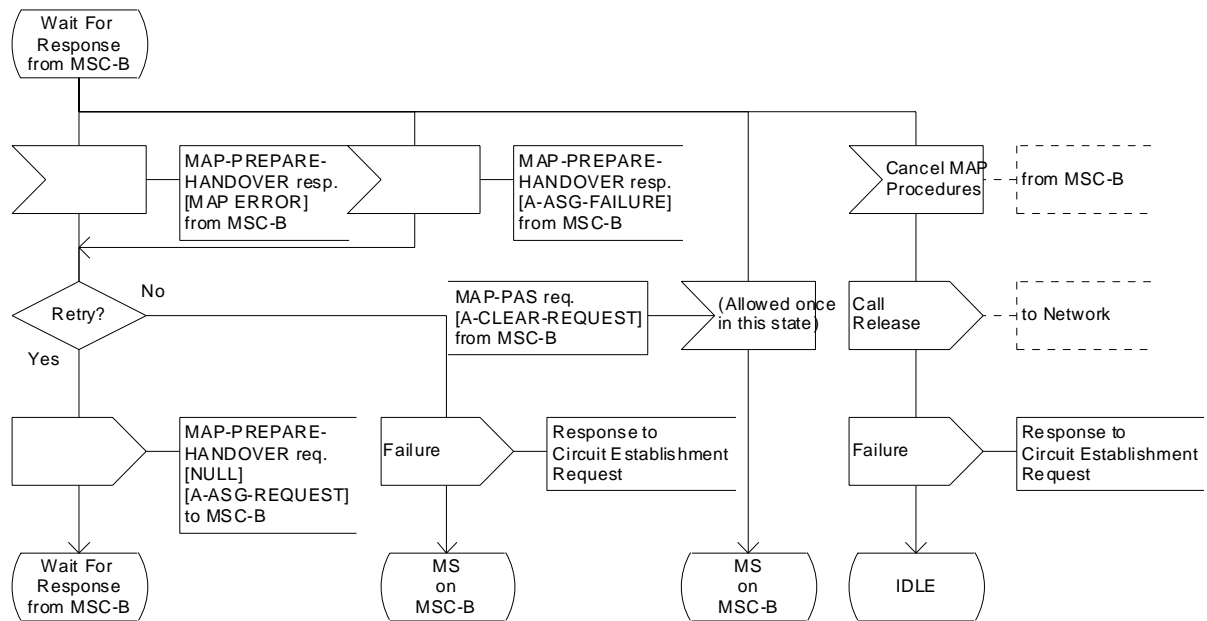 Wait For
Response
from MSC-B
MAP-PREPARE-
HANDOVER resp.
[MAP ERROR]
from MSC-B
MAP-PREPARE-
HANDOVER resp.
[A-ASG-FAILURE]
from MSC-B
Cancel MAP
Procedures
from MSC-B
Retry?
No
Yes
MAP-PAS req.
[A-CLEAR-REQUEST]
from MSC-B
(Allowed once
in this state)
Call
Release
to Network
MAP-PREPARE-
HANDOVER req.
[NULL]
[A-ASG-REQUEST]
to MSC-B
Failure
Response to
Circuit Establishment
Request
Failure
Response to
Circuit Establishment
Request
Wait For
Response
from MSC-B
MS
on
MSC-B
MS
on
MSC-B
IDLE